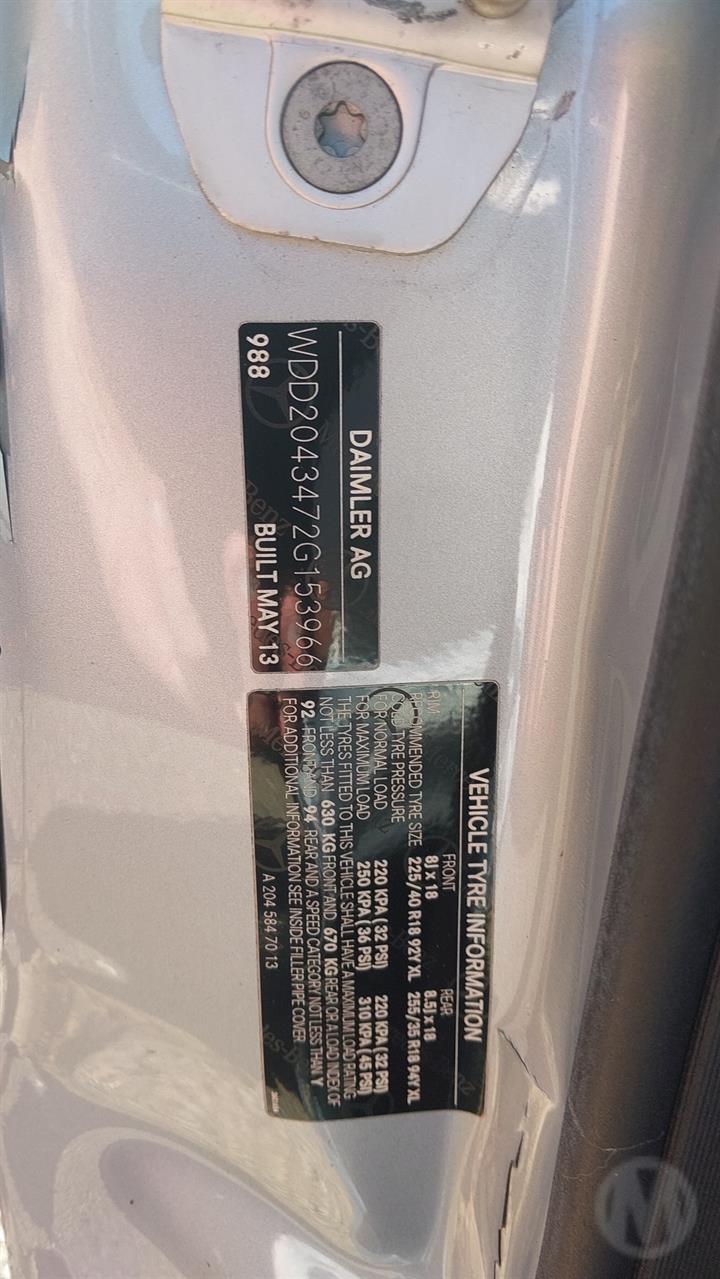 DAIMLER AG
WDD2043472G153966
988 BUILT MAY 13
VEHICLE TYRE INFORMATION
FRONT REAR
RIM 8J x 18 8.5J x 18
RECOMMENDED TYRE SIZE 225/40 R18 92Y XL 255/35 R18 94Y XL
COLD TYRE PRESSURE
FOR NORMAL LOAD 220 KPA (32 PSI) 220 KPA (32 PSI)
FOR MAXIMUM LOAD 250 KPA (36 PSI) 310 KPA (45 PSI)
THE TYRES FITTED TO THIS VEHICLE SHALL HAVE A MAXIMUM LOAD RATING
NOT LESS THAN 630 KG FRONT AND 670 KG REAR OR A LOAD INDEX OF
92 FRONT AND 94 REAR AND A SPEED CATEGORY NOT LESS THAN Y
FOR ADDITIONAL INFORMATION SEE INSIDE FILLER PIPE COVER
A 204 584 70 13
M